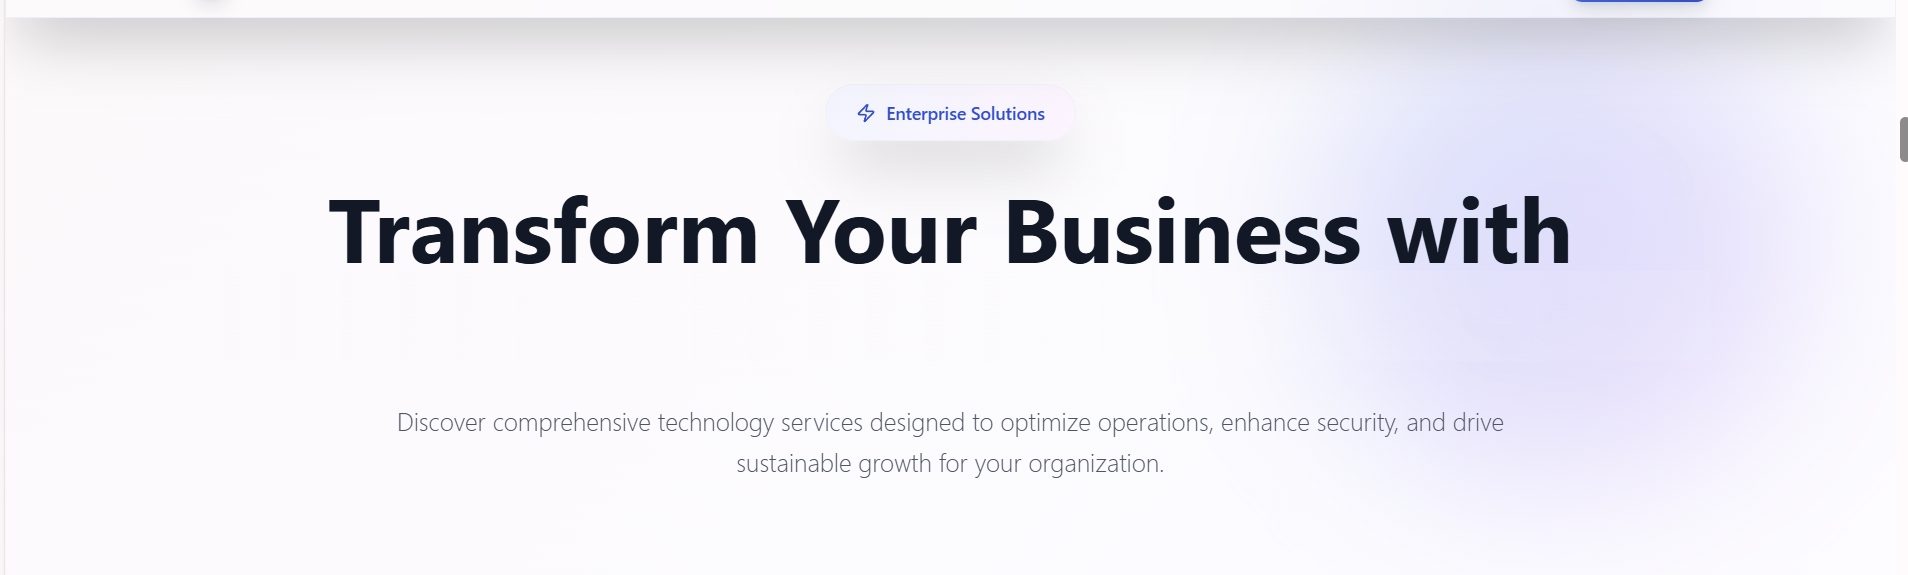 Enterprise Solutions
Transform Your Business with
Discover comprehensive technology services designed to optimize operations, enhance security, and drive
sustainable growth for your organization.